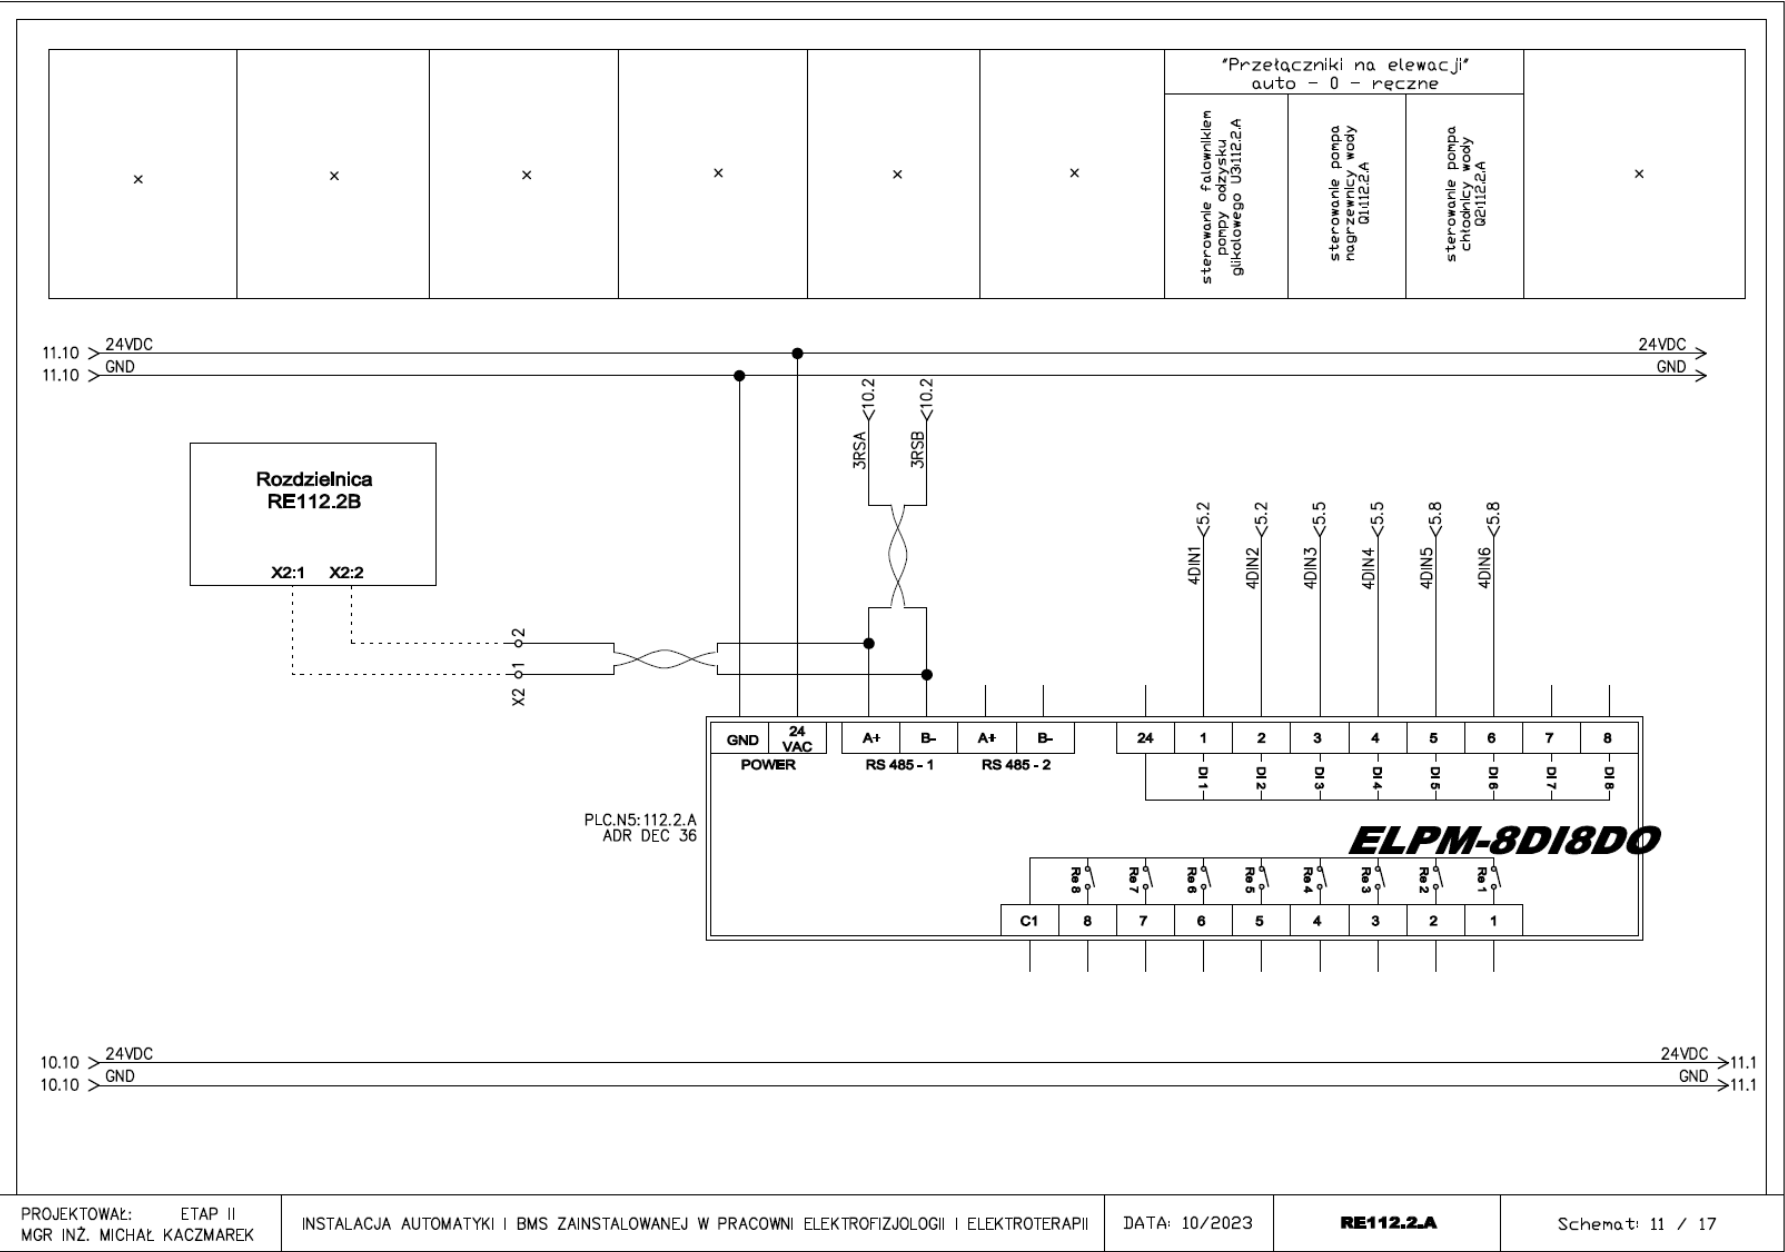 "Przełączniki na elewacji"
auto - 0 - ręczne
sterowanie falownikiem
pompy odzysku
glikolowego U3:112.2.A
sterowanie pompa
nagrzewnicy wody
Q1:112.2.A
sterowanie pompa
chłodnicy wody
Q2:112.2.A
×
×
×
×
×
×
×
11.10 24VDC
11.10 GND
24VDC
GND
3RSA <10.2
3RSB <10.2
Rozdzielnica
RE112.2B
X2:1 X2:2
2
1
X2
4DIN1 <5.2
4DIN2 <5.2
4DIN3 <5.5
4DIN4 <5.5
4DIN5 <5.8
4DIN6 <5.8
GND 24 VAC A+ B- A+ B- 24 1 2 3 4 5 6 7 8
POWER RS 485 - 1 RS 485 - 2
DI 1 DI 2 DI 3 DI 4 DI 5 DI 6 DI 7 DI 8
PLC.N5:112.2.A
ADR DEC 36
ELPM-8DI8DO
Re 8 Re 7 Re 6 Re 5 Re 4 Re 3 Re 2 Re 1
C1 8 7 6 5 4 3 2 1
10.10 24VDC
10.10 GND
24VDC 11.1
GND 11.1
PROJEKTOWAŁ: ETAP II
MGR INŻ. MICHAŁ KACZMAREK
INSTALACJA AUTOMATYKI I BMS ZAINSTALOWANEJ W PRACOWNI ELEKTROFIZJOLOGII I ELEKTROTERAPII
DATA: 10/2023
RE112.2.A
Schemat: 11 / 17